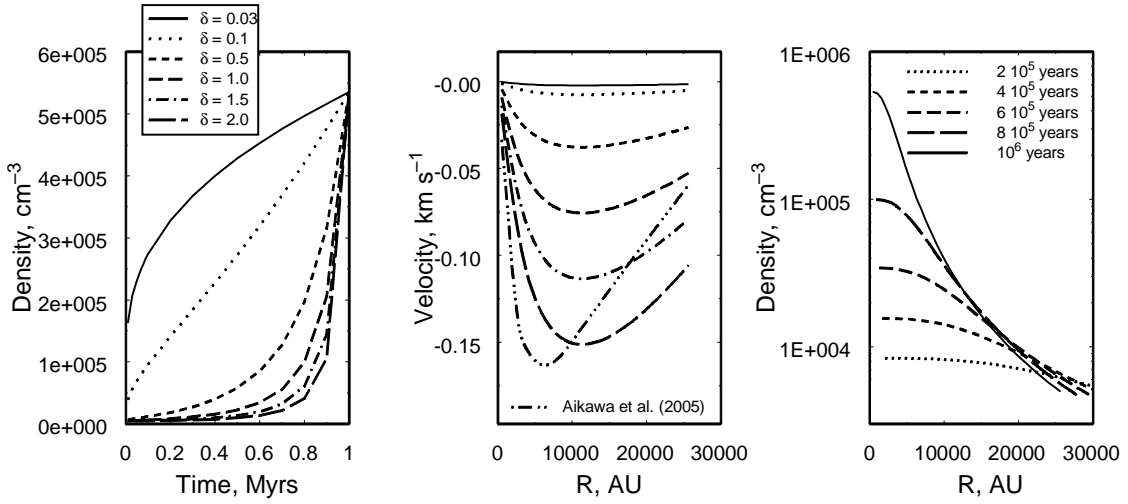 δ = 0.03
δ = 0.1
δ = 0.5
δ = 1.0
δ = 1.5
δ = 2.0
6e+005
5e+005
4e+005
3e+005
2e+005
1e+005
0e+000
Density, cm⁻³
0 0.2 0.4 0.6 0.8 1
Time, Myrs
-0.00
-0.05
-0.10
-0.15
Velocity, km s⁻¹
Aikawa et al. (2005)
0 10000 20000 30000
R, AU
1E+006
1E+005
1E+004
Density, cm⁻³
2 10⁵ years
4 10⁵ years
6 10⁵ years
8 10⁵ years
10⁶ years
0 10000 20000 30000
R, AU